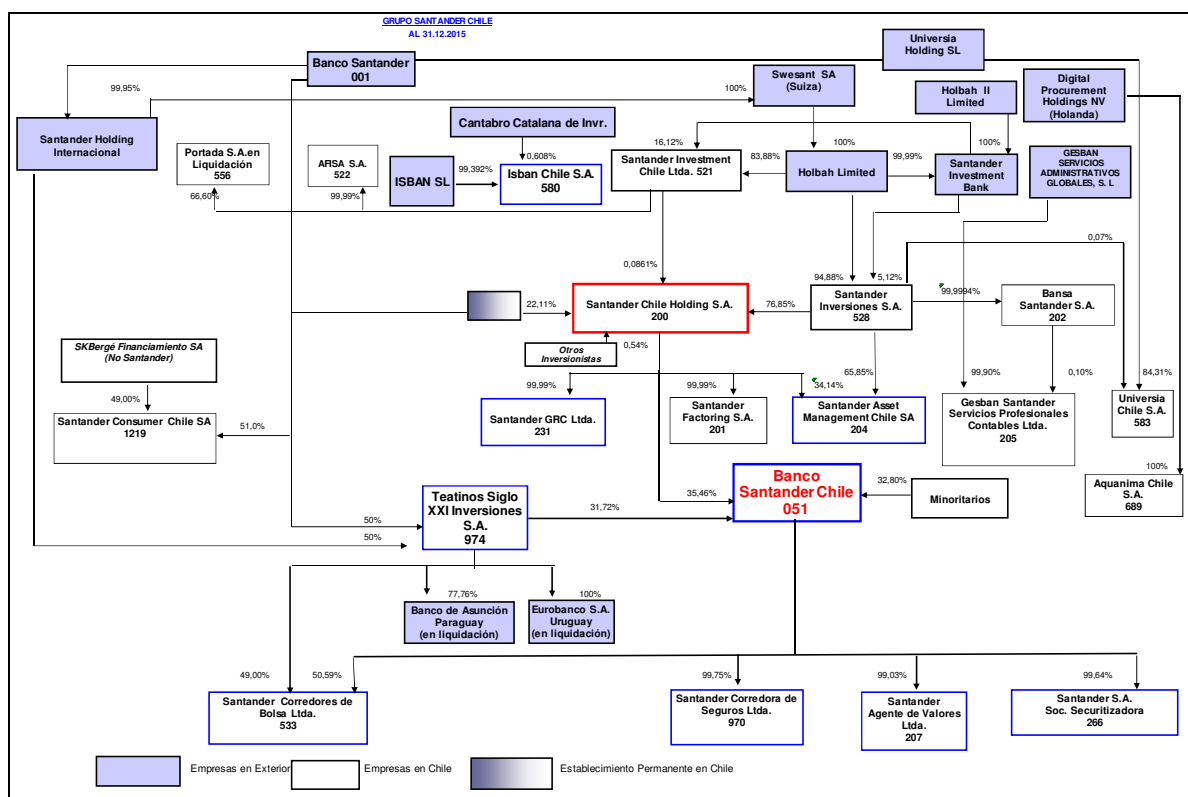 GRUPO SANTANDER CHILE
AL 31.12.2015
Universia
Holding SL
Banco Santander
001
Swesant SA
(Suiza)
Digital
Procurement
Holdings NV
(Holanda)
Holbah II
Limited
99,95%
100%
Santander Holding
Internacional
Cantabro Catalana de Invr.
Portada S.A.en
Liquidación
556
ARISA S.A.
522
ISBAN SL
99,392%
0,608%
Isban Chile S.A.
580
16,12%
Santander Investment
Chile Ltda. 521
83,88%
100%
Holbah Limited
99,99%
100%
Santander
Investment
Bank
GESBAN
SERVICIOS
ADMINISTRATIVOS
GLOBALES, S. L
66,60%
99,99%
0,07%
0,0861%
94,88%
5,12%
22,11%
Santander Chile Holding S.A.
200
76,85%
Santander
Inversiones S.A.
528
99,9994%
Bansa
Santander S.A.
202
Otros
Inversionistas
0,54%
SKBergé Financiamiento SA
(No Santander)
49,00%
Santander Consumer Chile SA
1219
51,0%
99,99%
99,99%
34,14%
65,85%
99,90%
0,10%
84,31%
Santander GRC Ltda.
231
Santander
Factoring S.A.
201
Santander Asset
Management Chile SA
204
Gesban Santander
Servicios Profesionales
Contables Ltda.
205
Universia
Chile S.A.
583
100%
Aquanima Chile
S.A.
689
Teatinos Siglo
XXI Inversiones
S.A.
974
50%
50%
31,72%
35,46%
Banco
Santander Chile
051
32,80%
Minoritarios
77,76%
Banco de Asunción
Paraguay
(en liquidación)
100%
Eurobanco S.A.
Uruguay
(en liquidación)
49,00%
50,59%
99,75%
99,03%
99,64%
Santander Corredores de
Bolsa Ltda.
533
Santander Corredora de
Seguros Ltda.
970
Santander
Agente de Valores
Ltda.
207
Santander S.A.
Soc. Securitizadora
266
Empresas en Exterior
Empresas en Chile
Establecimiento Permanente en Chile